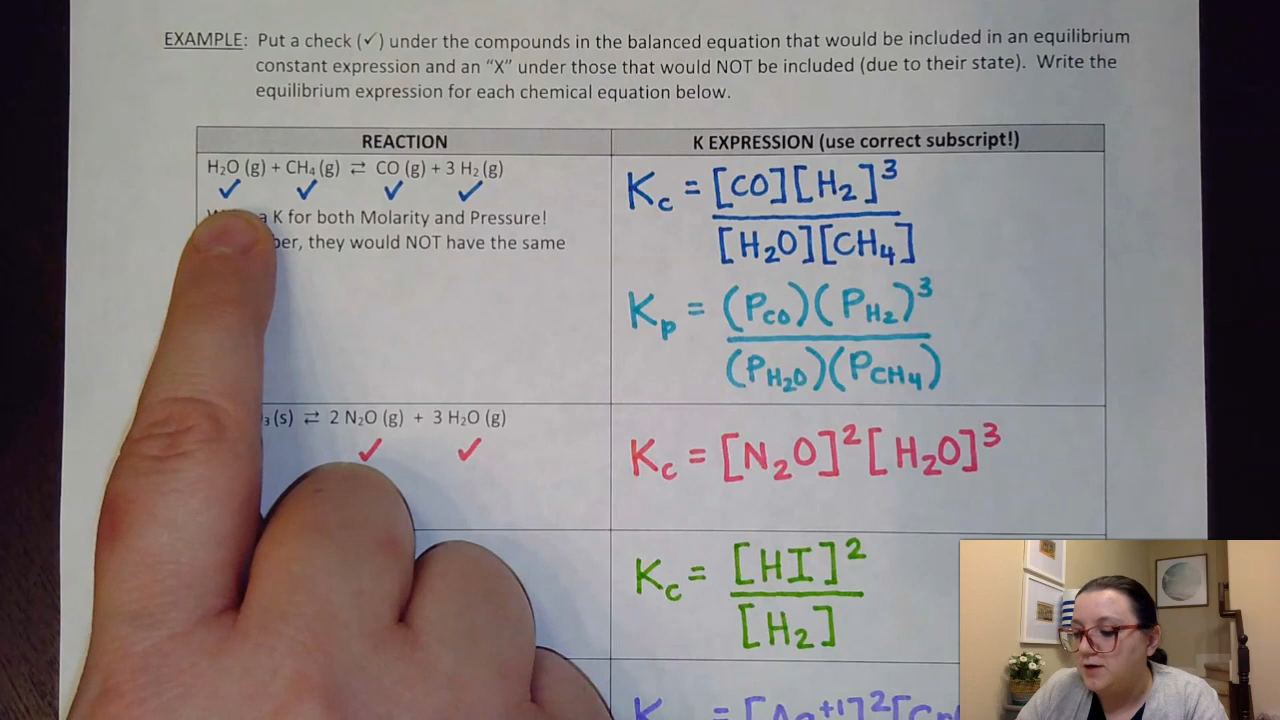 EXAMPLE: Put a check (✓) under the compounds in the balanced equation that would be included in an equilibrium
constant expression and an “X” under those that would NOT be included (due to their state). Write the
equilibrium expression for each chemical equation below.
REACTION
K EXPRESSION (use correct subscript!)
H₂O (g) + CH₄ (g) ⇄ CO (g) + 3 H₂ (g)
✓ ✓ ✓ ✓
K for both Molarity and Pressure!
they would NOT have the same
Kc = [CO][H₂]³
[H₂O][CH₄]
Kp = (PCO)(PH₂)³
(PH₂O)(PCH₄)
₃ (s) ⇄ 2 N₂O (g) + 3 H₂O (g)
✓ ✓
Kc = [N₂O]²[H₂O]³
Kc = [HI]²
[H₂]
K = [Ag⁺¹]²[